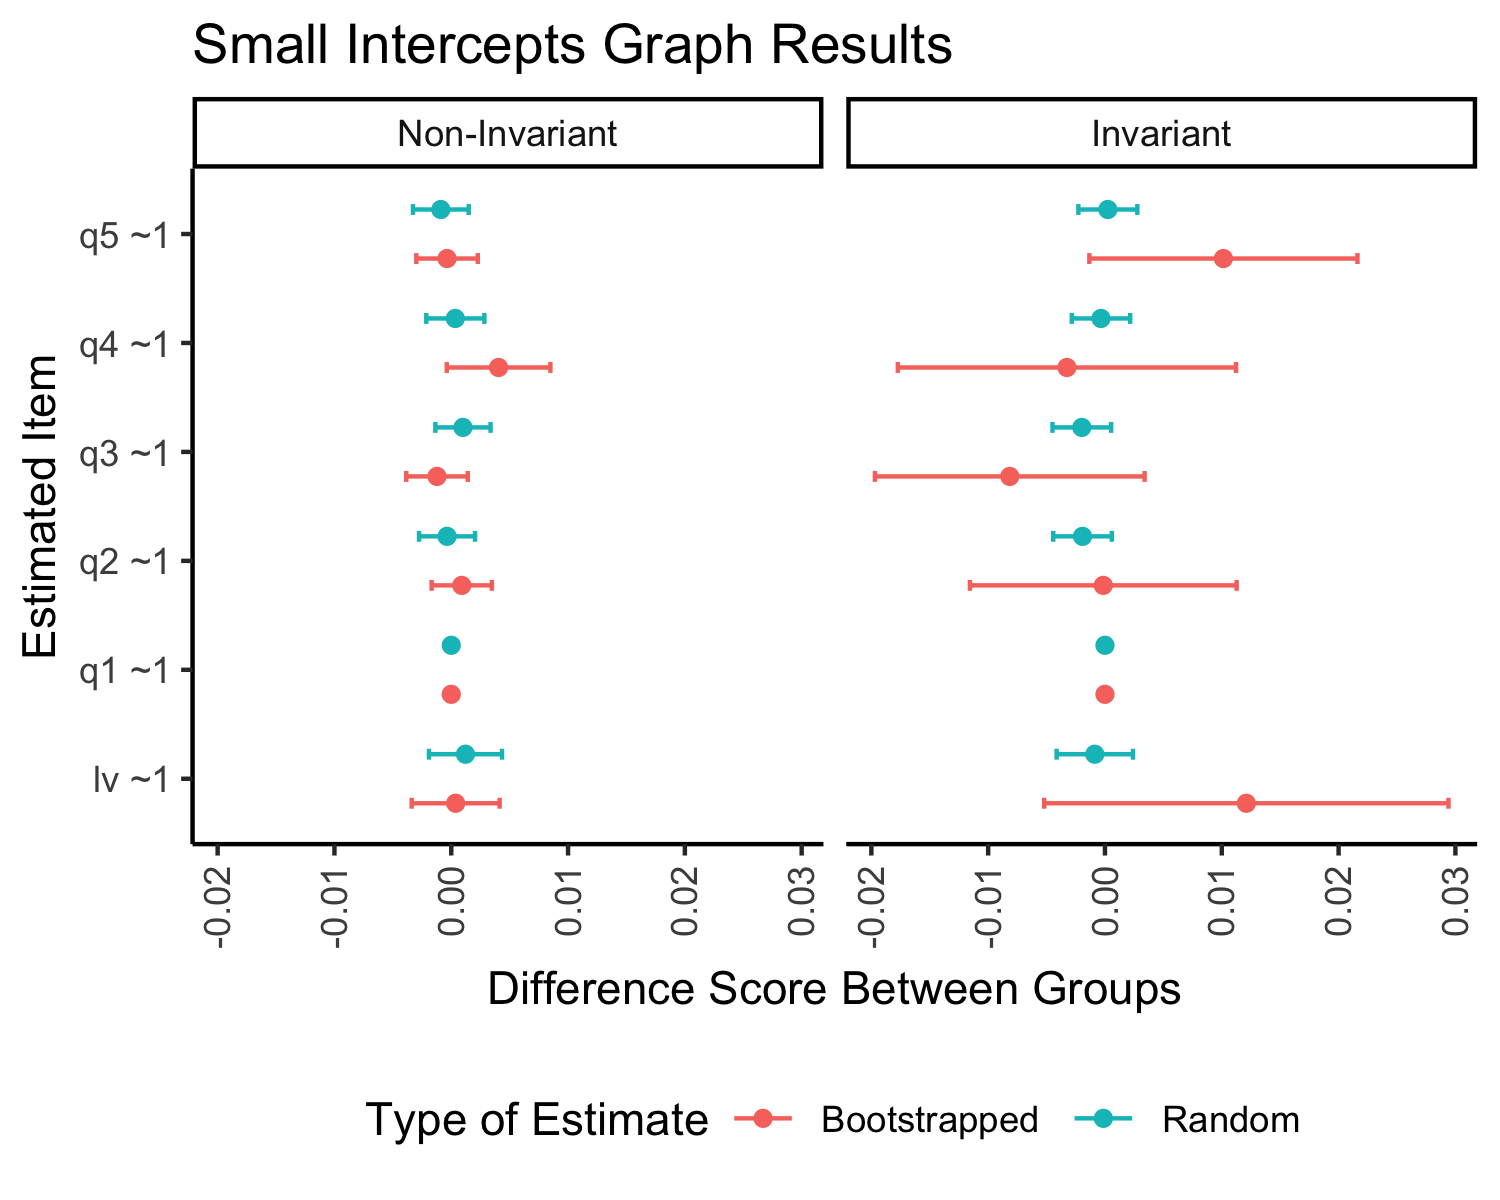 Small Intercepts Graph Results
Non-Invariant
Invariant
Estimated Item
q5 ~1
q4 ~1
q3 ~1
q2 ~1
q1 ~1
lv ~1
-0.02 -0.01 0.00 0.01 0.02 0.03
-0.02 -0.01 0.00 0.01 0.02 0.03
Difference Score Between Groups
Type of Estimate Bootstrapped Random